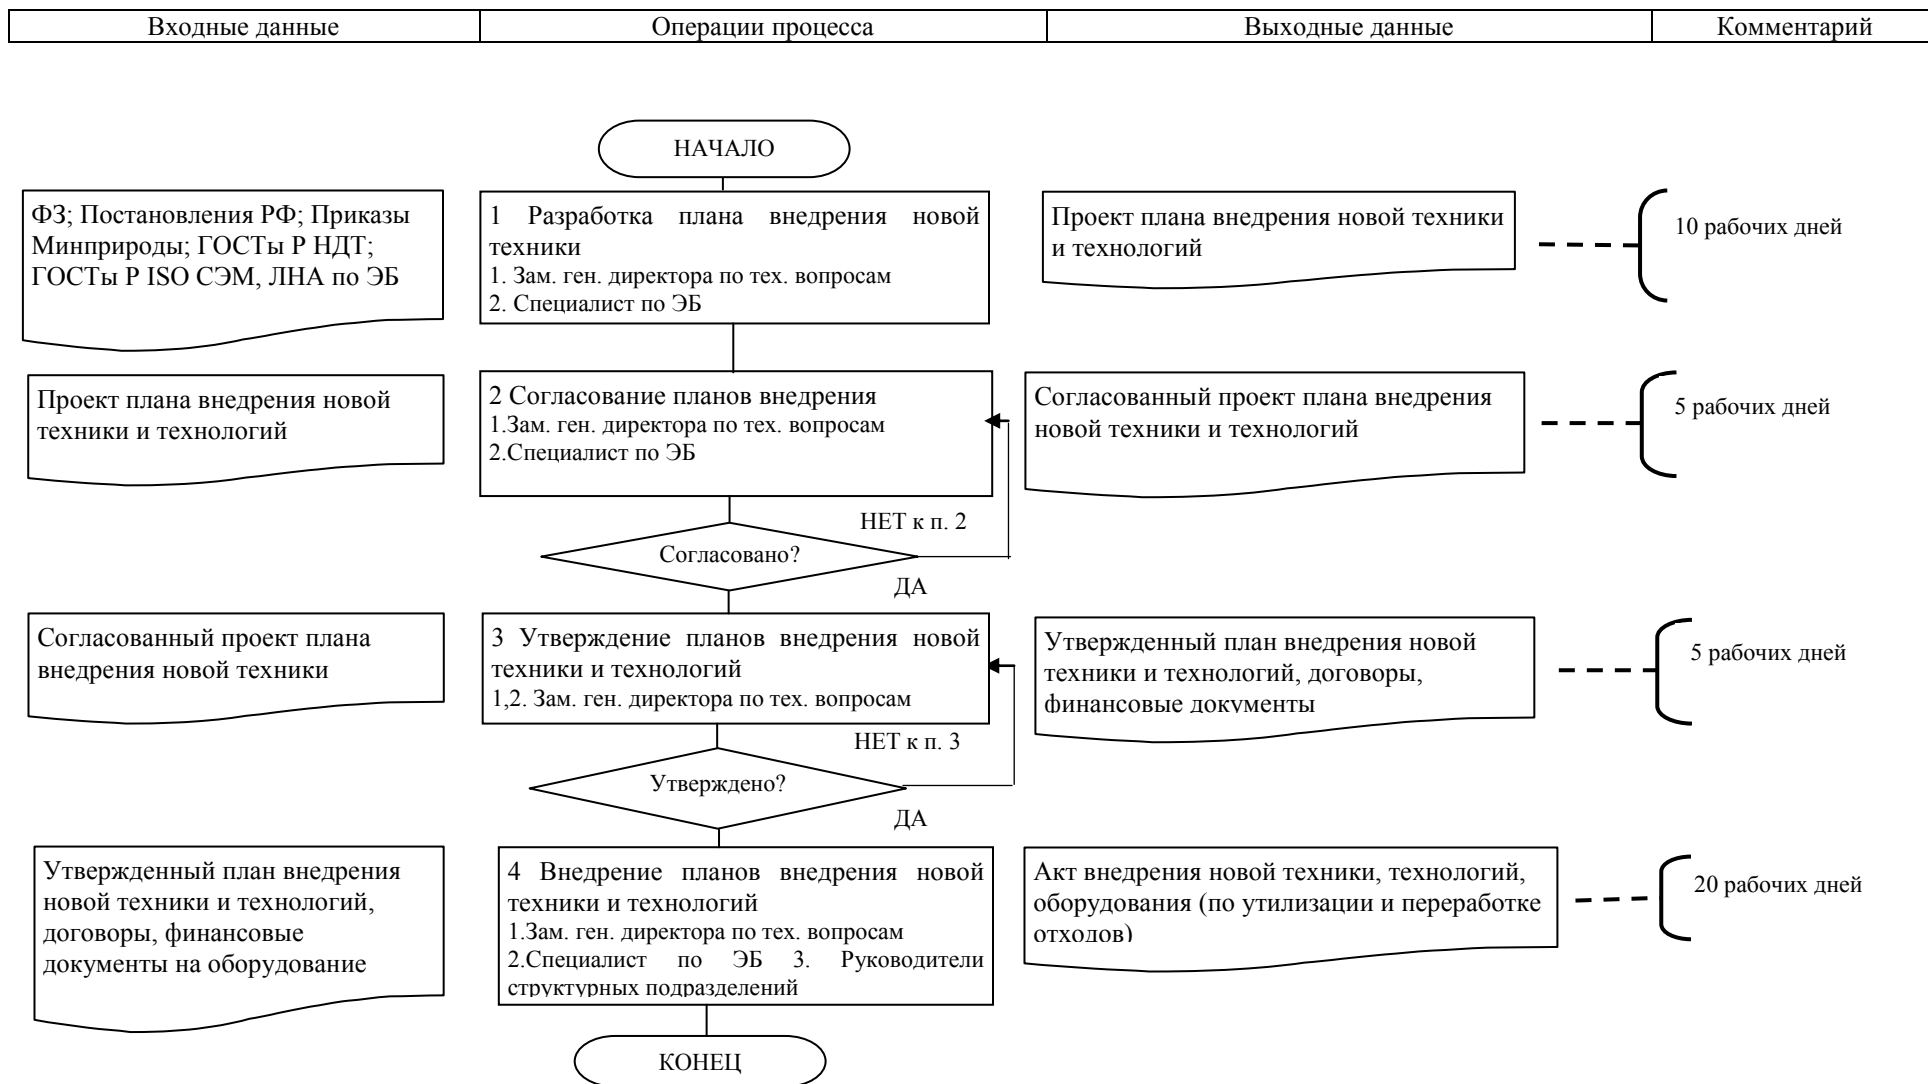 Входные данные
Операции процесса
Выходные данные
Комментарий
НАЧАЛО
ФЗ; Постановления РФ; Приказы
Минприроды; ГОСТы Р НДТ;
ГОСТы Р ISO СЭМ, ЛНА по ЭБ
1 Разработка плана внедрения новой
техники
1. Зам. ген. директора по тех. вопросам
2. Специалист по ЭБ
Проект плана внедрения новой техники
и технологий
10 рабочих дней
Проект плана внедрения новой
техники и технологий
2 Согласование планов внедрения
1.Зам. ген. директора по тех. вопросам
2.Специалист по ЭБ
Согласованный проект плана внедрения
новой техники и технологий
5 рабочих дней
НЕТ к п. 2
Согласовано?
ДА
Согласованный проект плана
внедрения новой техники
3 Утверждение планов внедрения новой
техники и технологий
1,2. Зам. ген. директора по тех. вопросам
Утвержденный план внедрения новой
техники и технологий, договоры,
финансовые документы
5 рабочих дней
НЕТ к п. 3
Утверждено?
ДА
Утвержденный план внедрения
новой техники и технологий,
договоры, финансовые
документы на оборудование
4 Внедрение планов внедрения новой
техники и технологий
1.Зам. ген. директора по тех. вопросам
2.Специалист по ЭБ 3. Руководители
структурных подразделений
Акт внедрения новой техники, технологий,
оборудования (по утилизации и переработке
отходов)
20 рабочих дней
КОНЕЦ